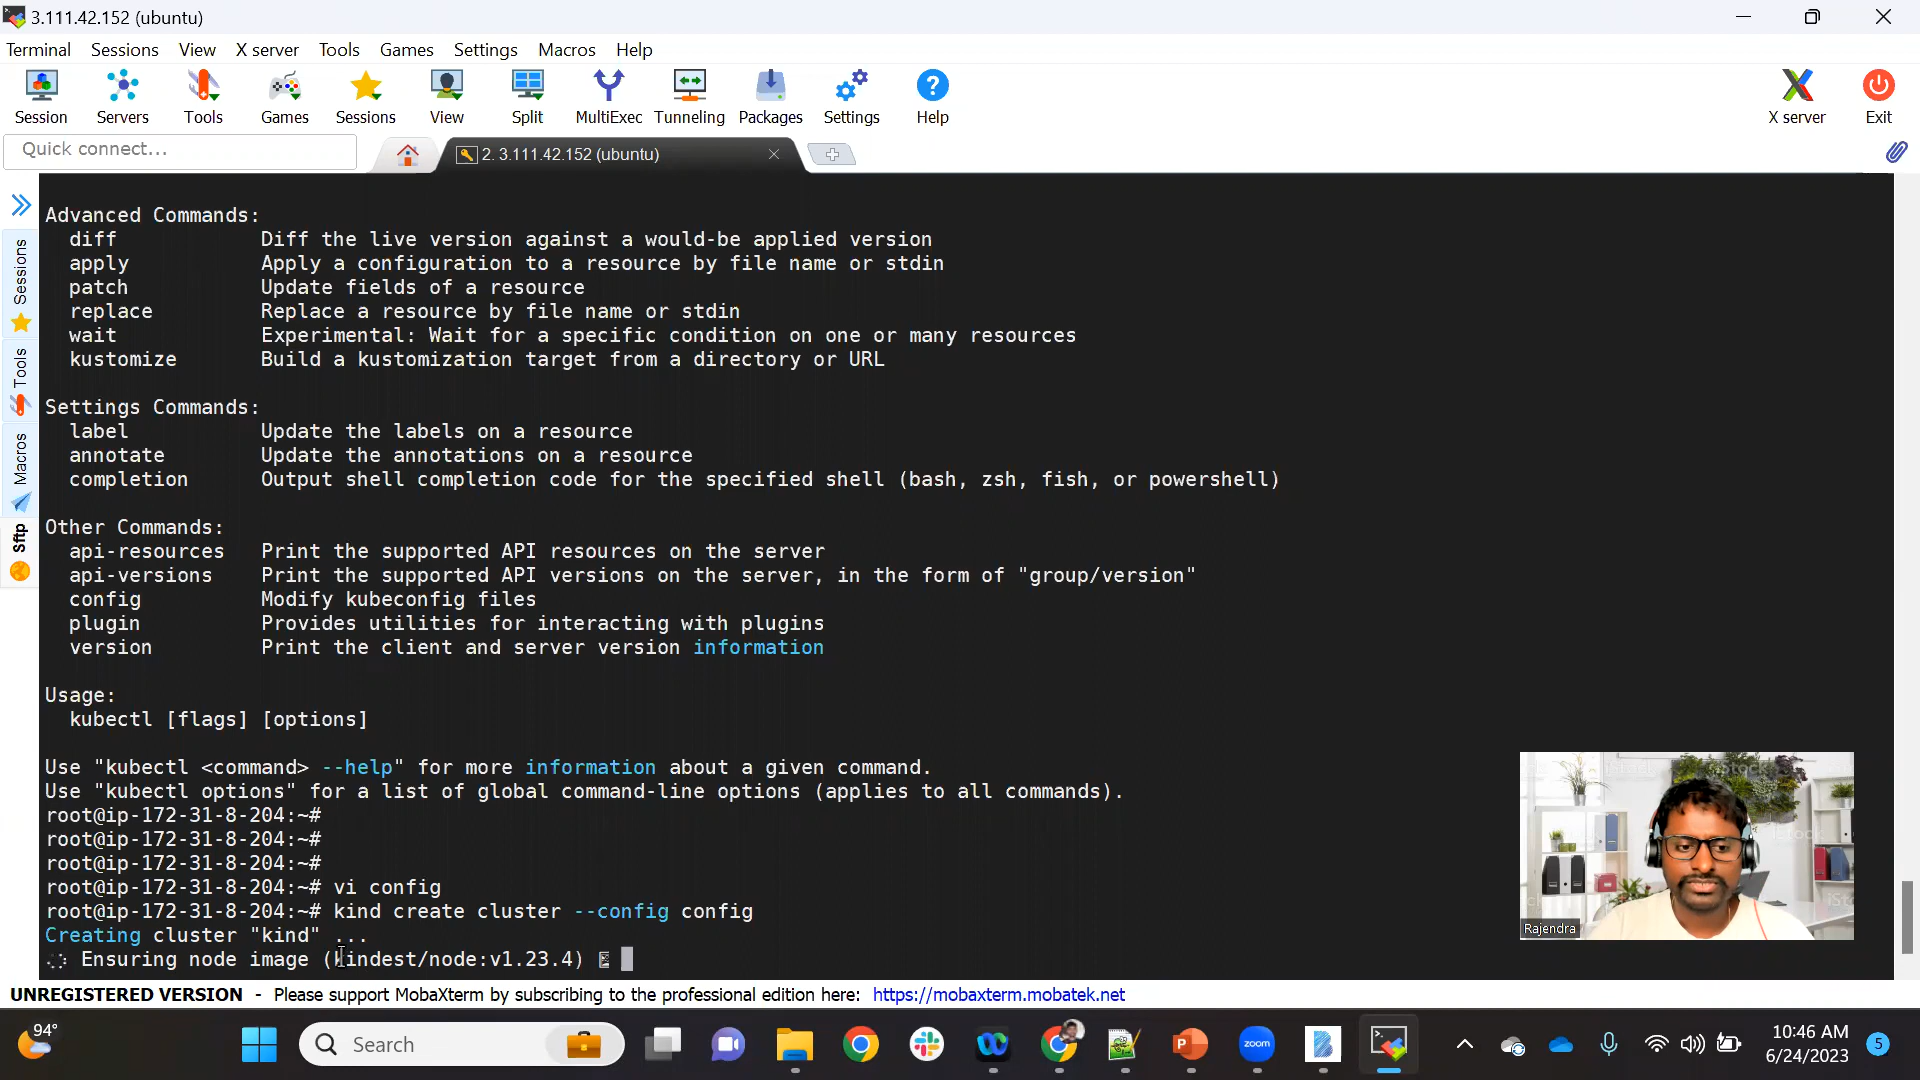 3.111.42.152 (ubuntu)
Terminal Sessions View X server Tools Games Settings Macros Help
Session Servers Tools Games Sessions View Split MultiExec Tunneling Packages Settings Help X server Exit
Quick connect...
2. 3.111.42.152 (ubuntu)
Sessions
Tools
Macros
Sftp
Advanced Commands:
diff Diff the live version against a would-be applied version
apply Apply a configuration to a resource by file name or stdin
patch Update fields of a resource
replace Replace a resource by file name or stdin
wait Experimental: Wait for a specific condition on one or many resources
kustomize Build a kustomization target from a directory or URL
Settings Commands:
label Update the labels on a resource
annotate Update the annotations on a resource
completion Output shell completion code for the specified shell (bash, zsh, fish, or powershell)
Other Commands:
api-resources Print the supported API resources on the server
api-versions Print the supported API versions on the server, in the form of "group/version"
config Modify kubeconfig files
plugin Provides utilities for interacting with plugins
version Print the client and server version information
Usage:
kubectl [flags] [options]
Use "kubectl <command> --help" for more information about a given command.
Use "kubectl options" for a list of global command-line options (applies to all commands).
root@ip-172-31-8-204:~#
root@ip-172-31-8-204:~#
root@ip-172-31-8-204:~#
root@ip-172-31-8-204:~# vi config
root@ip-172-31-8-204:~# kind create cluster --config config
Creating cluster "kind" ...
Ensuring node image (kindest/node:v1.23.4)
Rajendra
UNREGISTERED VERSION - Please support MobaXterm by subscribing to the professional edition here: https://mobaxterm.mobatek.net
94°
Search
zoom
10:46 AM
6/24/2023
5